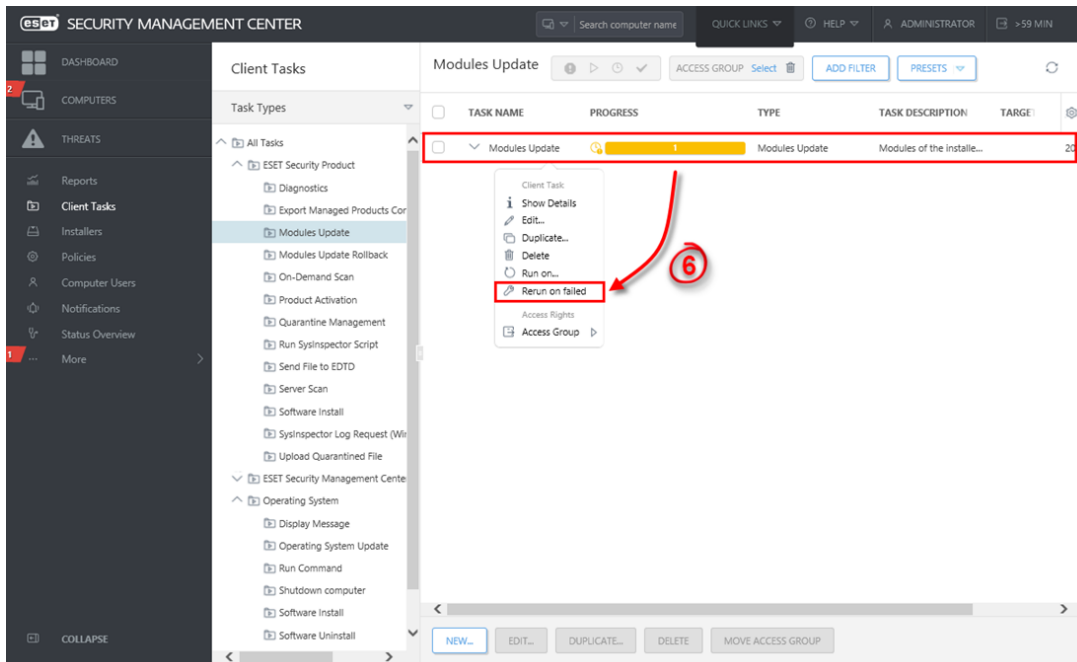 eseT SECURITY MANAGEMENT CENTER
Search computer name
QUICK LINKS
HELP
ADMINISTRATOR
>59 MIN
DASHBOARD
2
COMPUTERS
THREATS
Reports
Client Tasks
Installers
Policies
Computer Users
Notifications
Status Overview
1
More
COLLAPSE
Client Tasks
Task Types
All Tasks
ESET Security Product
Diagnostics
Export Managed Products Cor
Modules Update
Modules Update Rollback
On-Demand Scan
Product Activation
Quarantine Management
Run SysInspector Script
Send File to EDTD
Server Scan
Software Install
SysInspector Log Request (Wir
Upload Quarantined File
ESET Security Management Cente
Operating System
Display Message
Operating System Update
Run Command
Shutdown computer
Software Install
Software Uninstall
Modules Update
ACCESS GROUP Select
ADD FILTER
PRESETS
TASK NAME PROGRESS TYPE TASK DESCRIPTION TARGE
Modules Update 1 Modules Update Modules of the installe... 20
Client Task
Show Details
Edit...
Duplicate...
Delete
Run on...
Rerun on failed
Access Rights
Access Group
6
NEW... EDIT... DUPLICATE... DELETE MOVE ACCESS GROUP